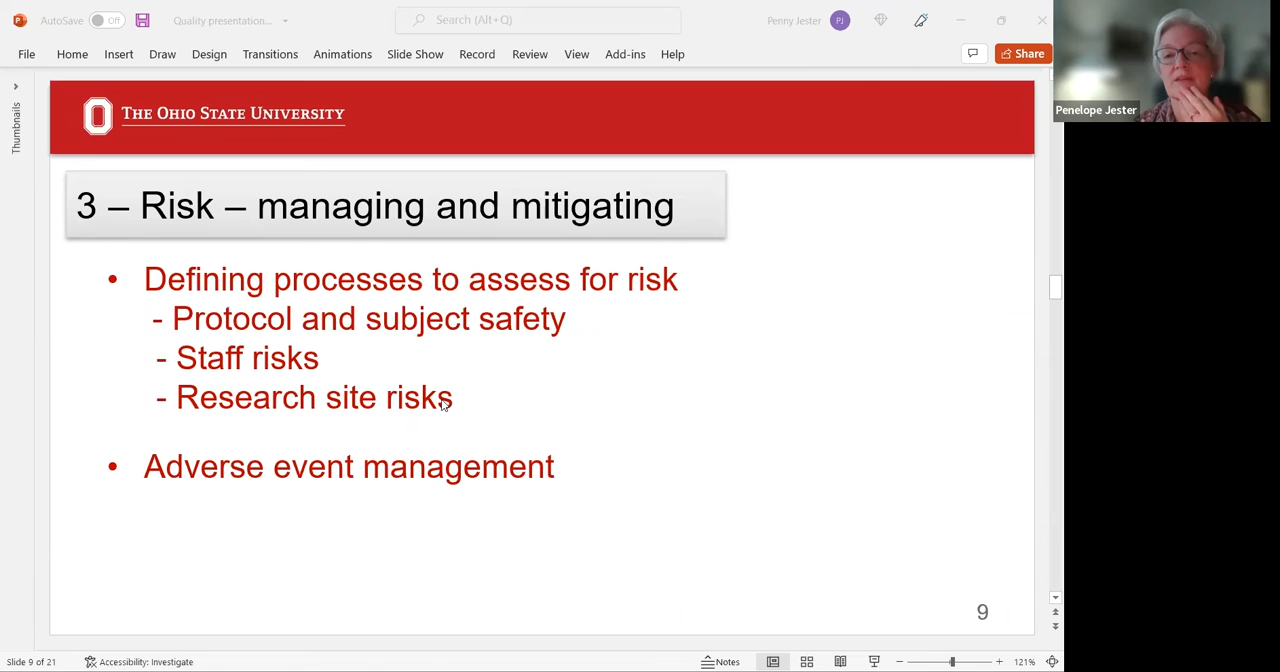 AutoSave Off Quality presentation... Search (Alt+Q) Penny Jester PJ
File Home Insert Draw Design Transitions Animations Slide Show Record Review View Add-ins Help Share
Penelope Jester
Thumbnails
THE OHIO STATE UNIVERSITY
3 – Risk – managing and mitigating
• Defining processes to assess for risk
- Protocol and subject safety
- Staff risks
- Research site risks
• Adverse event management
9
Slide 9 of 21 Accessibility: Investigate Notes 121%